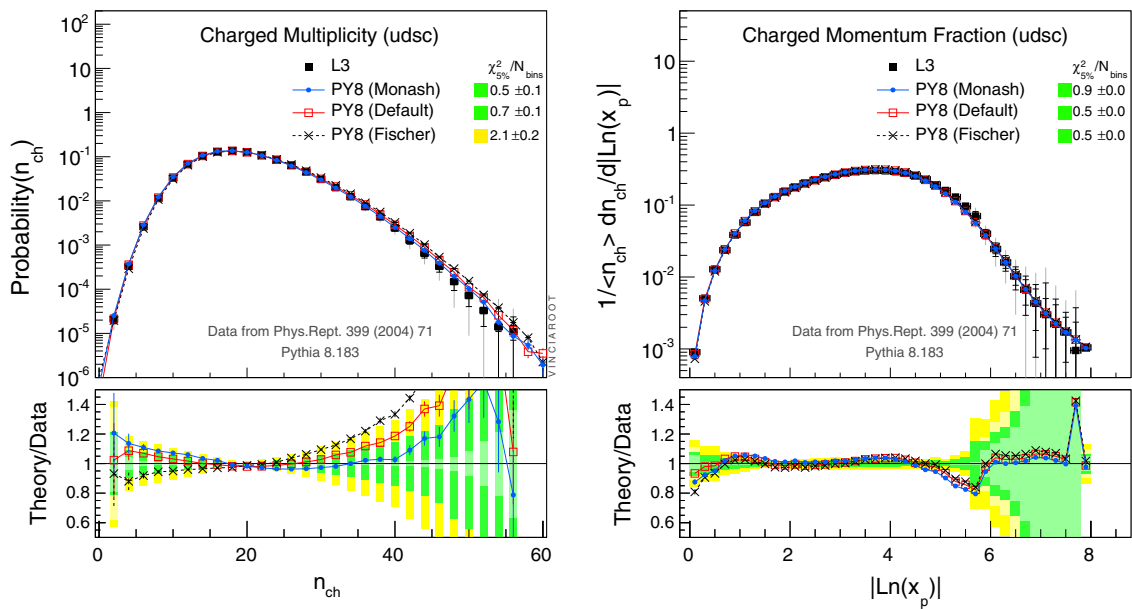 Charged Multiplicity (udsc)
L3
PY8 (Monash)
PY8 (Default)
PY8 (Fischer)
χ²5%/Nbins
0.5 ±0.1
0.7 ±0.1
2.1 ±0.2
Probability(nch)
10²
10
1
10⁻¹
10⁻²
10⁻³
10⁻⁴
10⁻⁵
10⁻⁶
Data from Phys.Rept. 399 (2004) 71
Pythia 8.183
VINCIAROOT
Theory/Data
1.4
1.2
1
0.8
0.6
0 20 40 60
nch
Charged Momentum Fraction (udsc)
L3
PY8 (Monash)
PY8 (Default)
PY8 (Fischer)
χ²5%/Nbins
0.9 ±0.0
0.5 ±0.0
0.5 ±0.0
1/<nch> dnch/d|Ln(xp)|
10
1
10⁻¹
10⁻²
10⁻³
Data from Phys.Rept. 399 (2004) 71
Pythia 8.183
Theory/Data
1.4
1.2
1
0.8
0.6
0 2 4 6 8
|Ln(xp)|